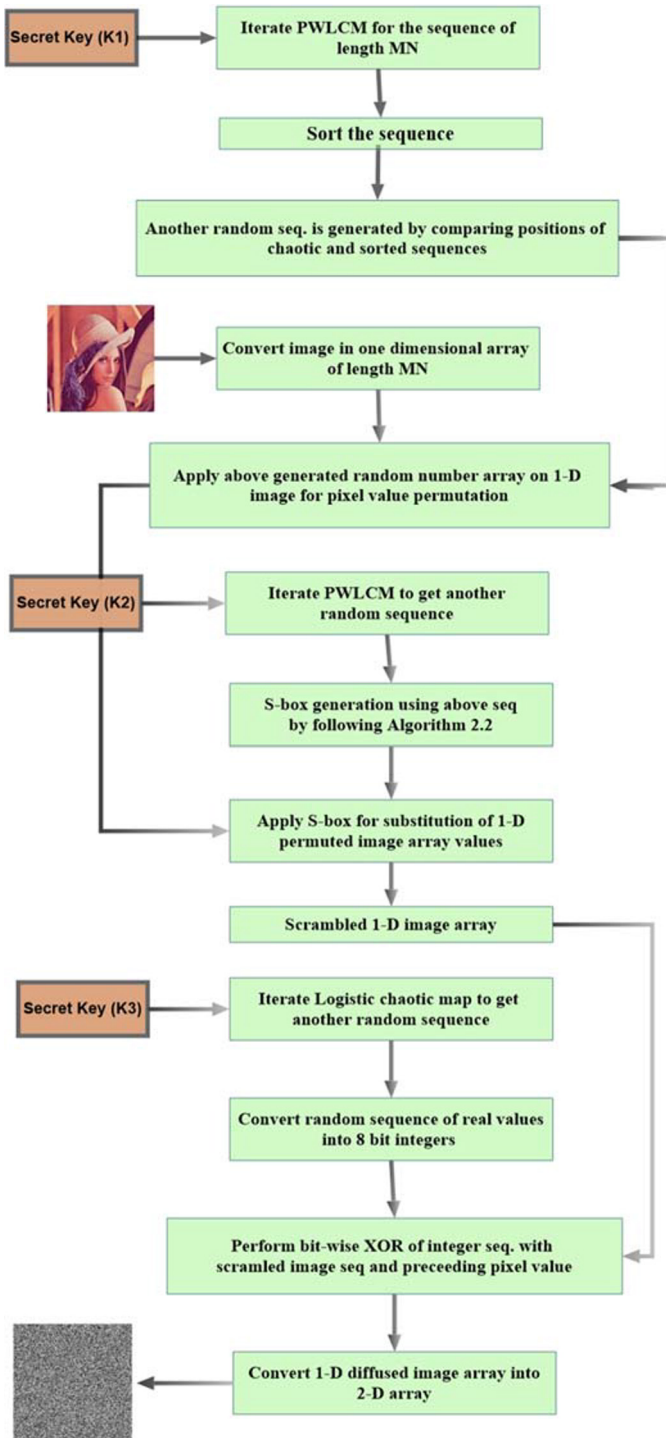 Secret Key (K1)
Iterate PWLCM for the sequence of
length MN
Sort the sequence
Another random seq. is generated by comparing positions of
chaotic and sorted sequences
Convert image in one dimensional array
of length MN
Apply above generated random number array on 1-D
image for pixel value permutation
Secret Key (K2)
Iterate PWLCM to get another
random sequence
S-box generation using above seq
by following Algorithm 2.2
Apply S-box for substitution of 1-D
permuted image array values
Scrambled 1-D image array
Secret Key (K3)
Iterate Logistic chaotic map to get
another random sequence
Convert random sequence of real values
into 8 bit integers
Perform bit-wise XOR of integer seq. with
scramled image seq and preceeding pixel value
Convert 1-D diffused image array into
2-D array